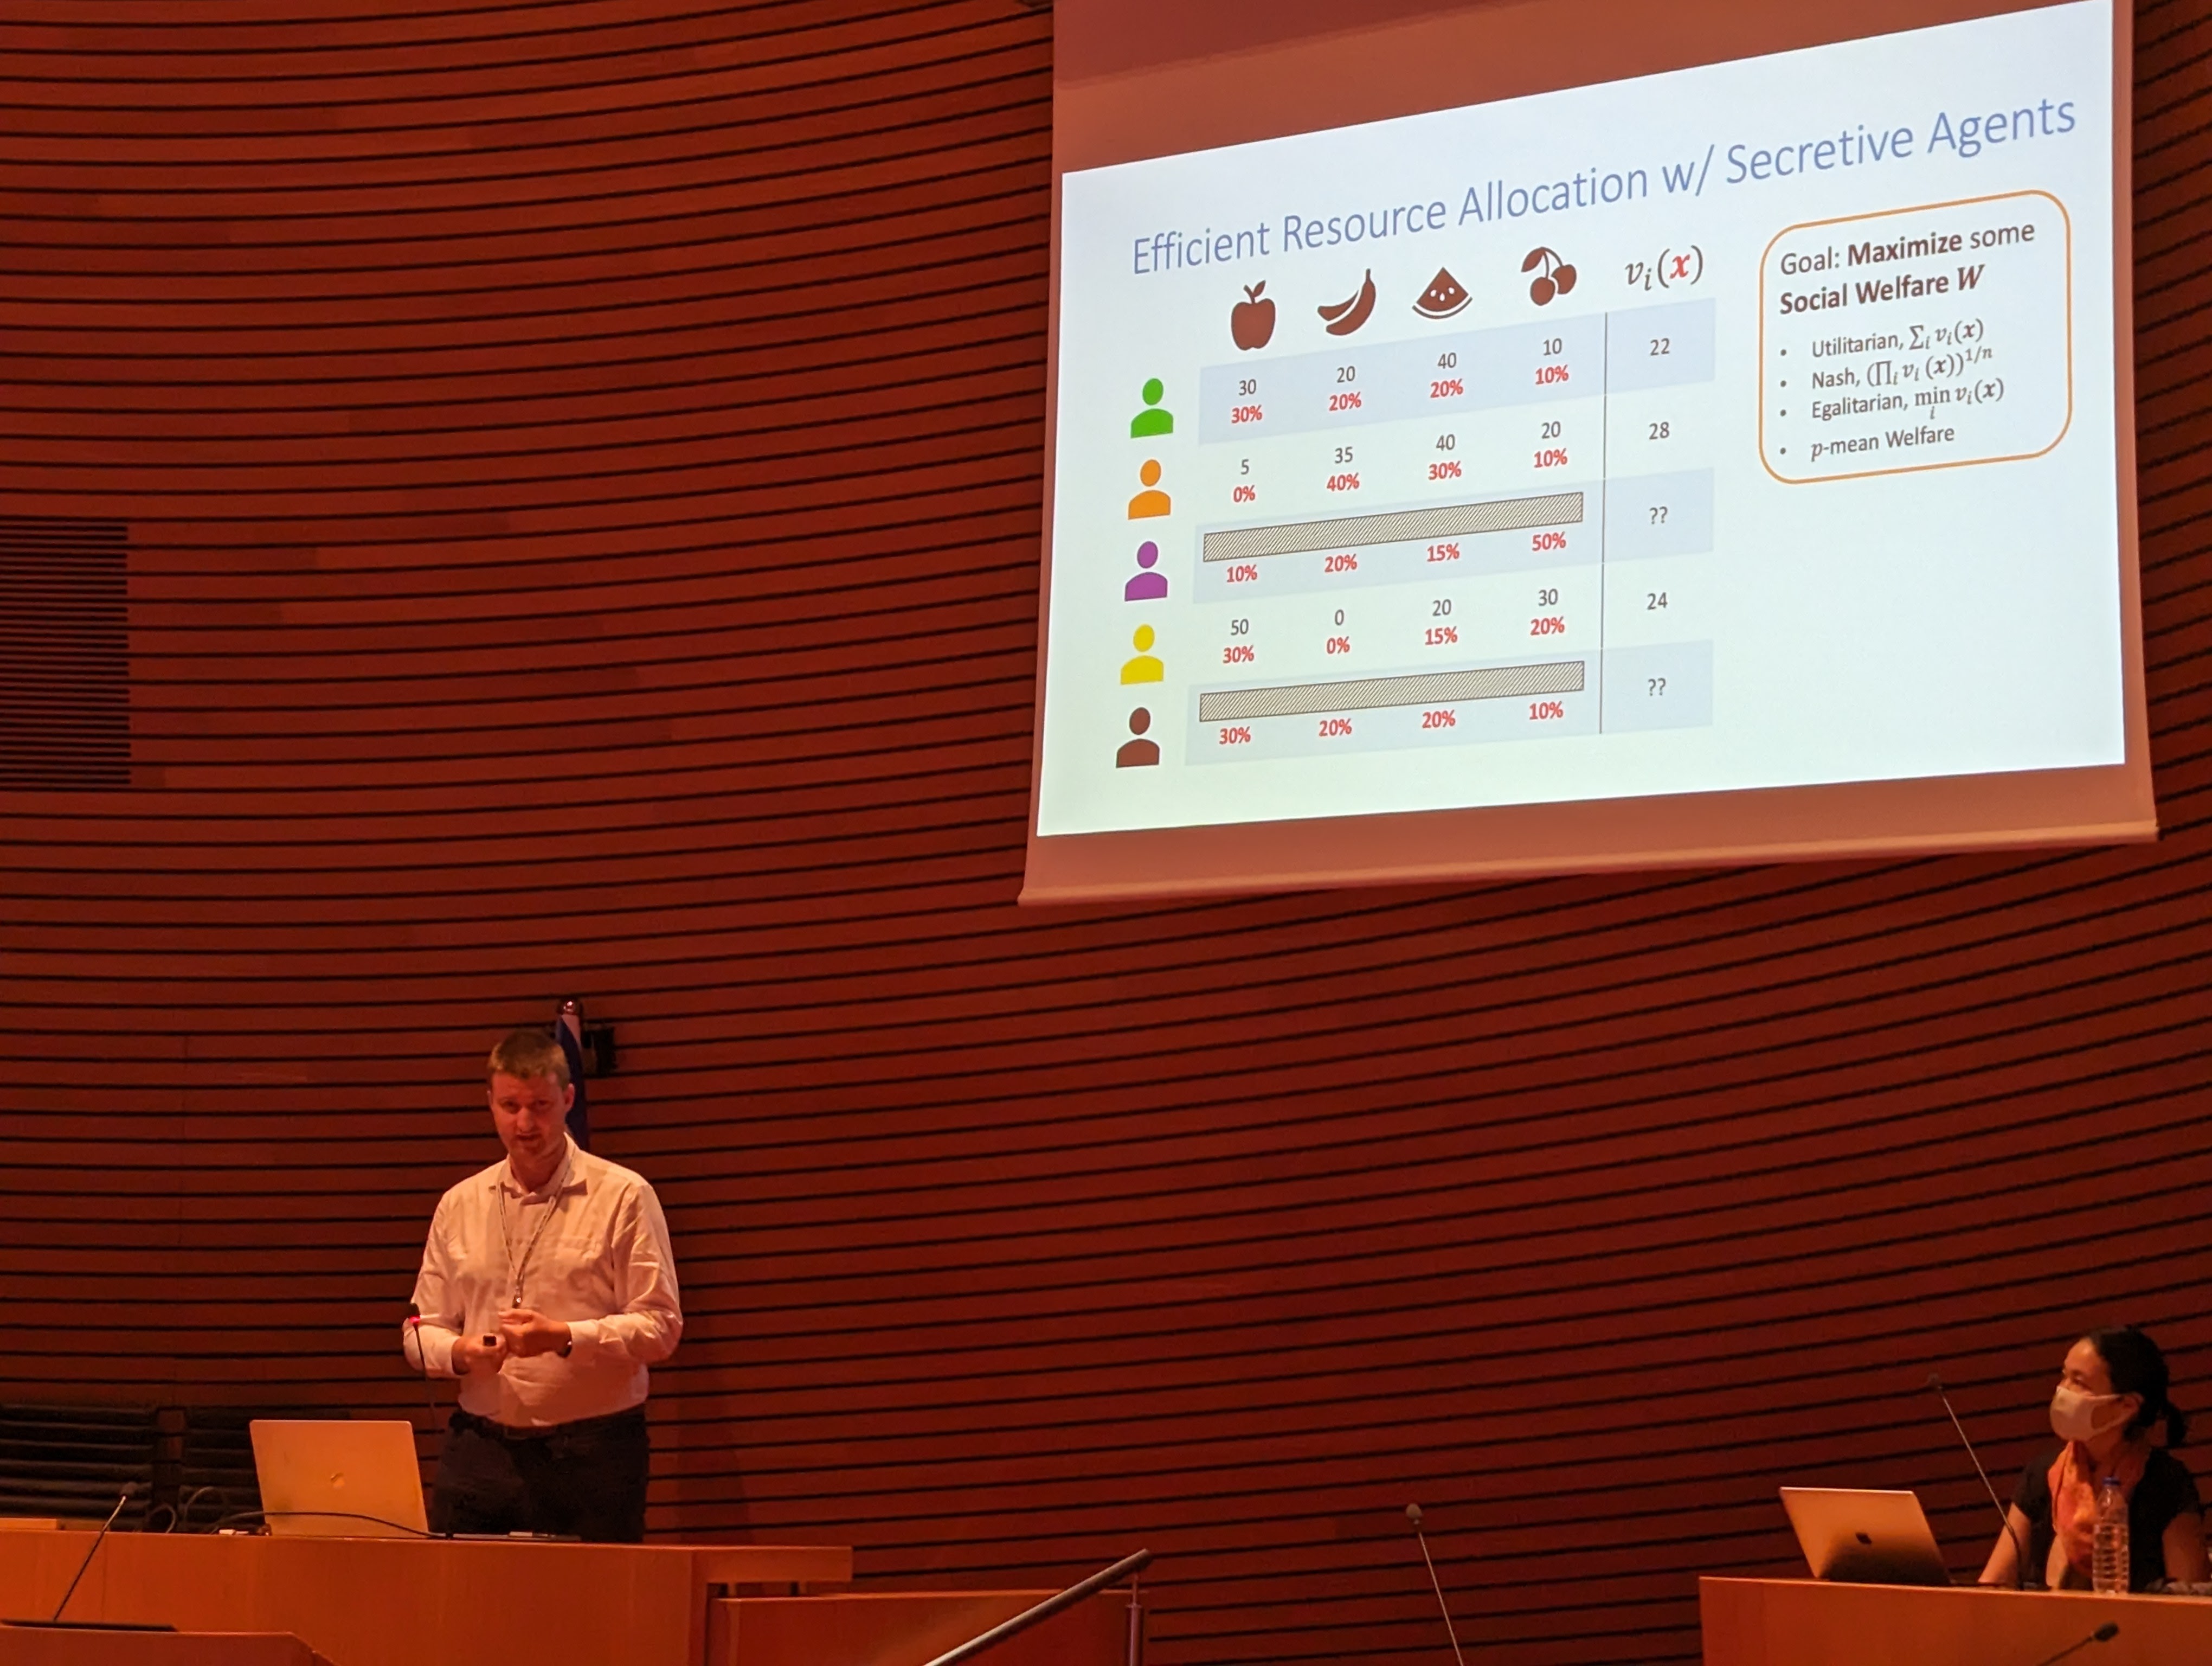 Efficient Resource Allocation w/ Secretive Agents
vᵢ(x)
30 20 40 10 22
30% 20% 20% 10%
5 35 40 20 28
0% 40% 30% 10%
??
10% 20% 15% 50%
50 0 20 30 24
30% 0% 15% 20%
??
30% 20% 20% 10%
Goal: Maximize some
Social Welfare W
• Utilitarian, ∑ᵢ vᵢ(x)
• Nash, (∏ᵢ vᵢ (x))^1/n
• Egalitarian, min vᵢ(x)
i
• p-mean Welfare